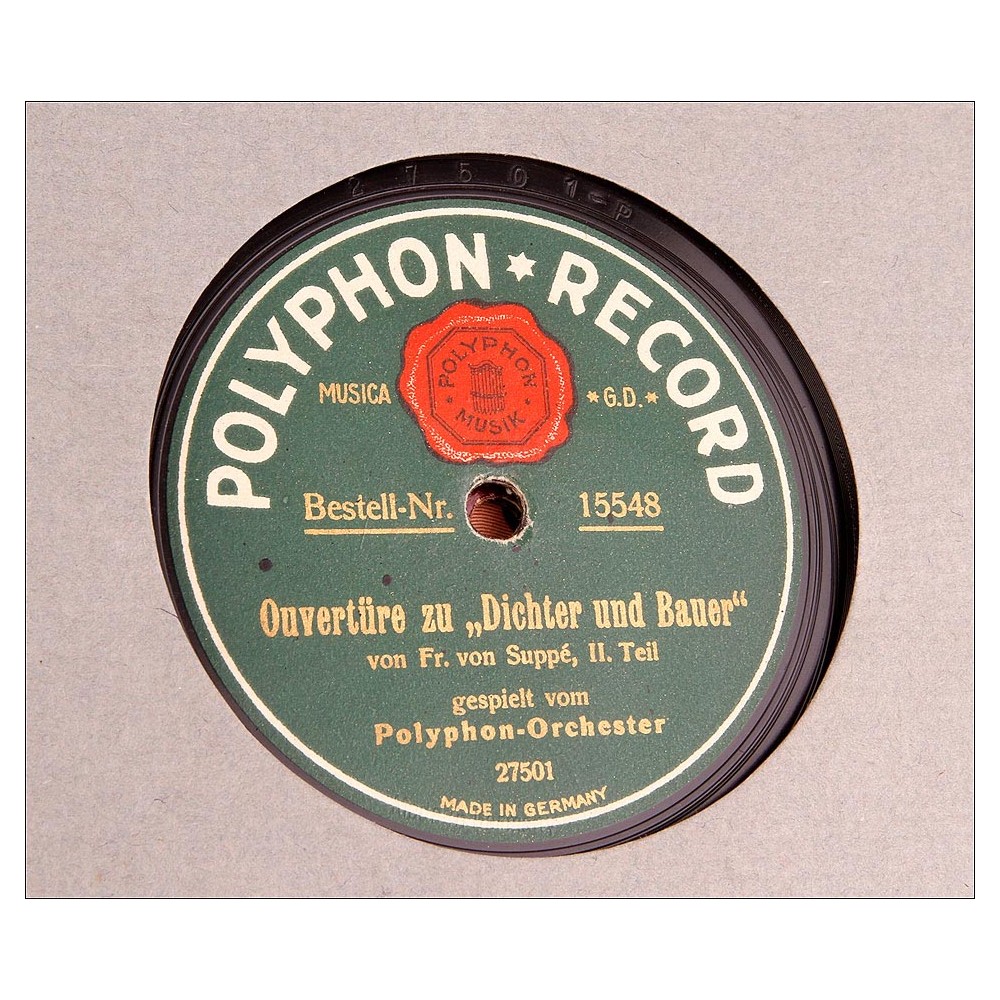 27501-P
POLYPHON ★ RECORD
POLYPHON
MUSIK
MUSICA
★ G.D. ★
Bestell-Nr. 15548
Ouvertüre zu „Dichter und Bauer“
von Fr. von Suppé, II. Teil
gespielt vom
Polyphon-Orchester
27501
MADE IN GERMANY